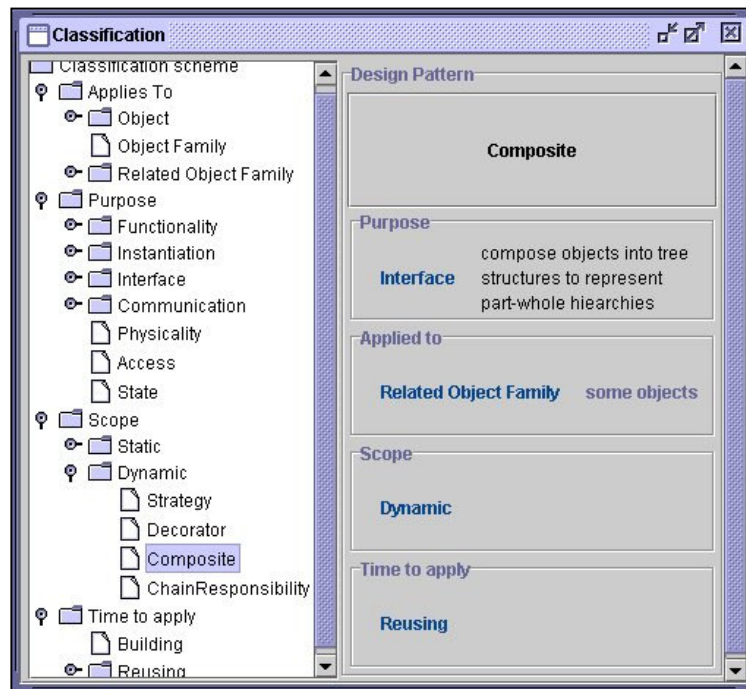 Classification
Classification scheme
Applies To
Object
Object Family
Related Object Family
Purpose
Functionality
Instantiation
Interface
Communication
Physicality
Access
State
Scope
Static
Dynamic
Strategy
Decorator
Composite
ChainResponsibility
Time to apply
Building
Reusing
Design Pattern
Composite
Purpose
Interface
compose objects into tree
structures to represent
part-whole hiearchies
Applied to
Related Object Family some objects
Scope
Dynamic
Time to apply
Reusing